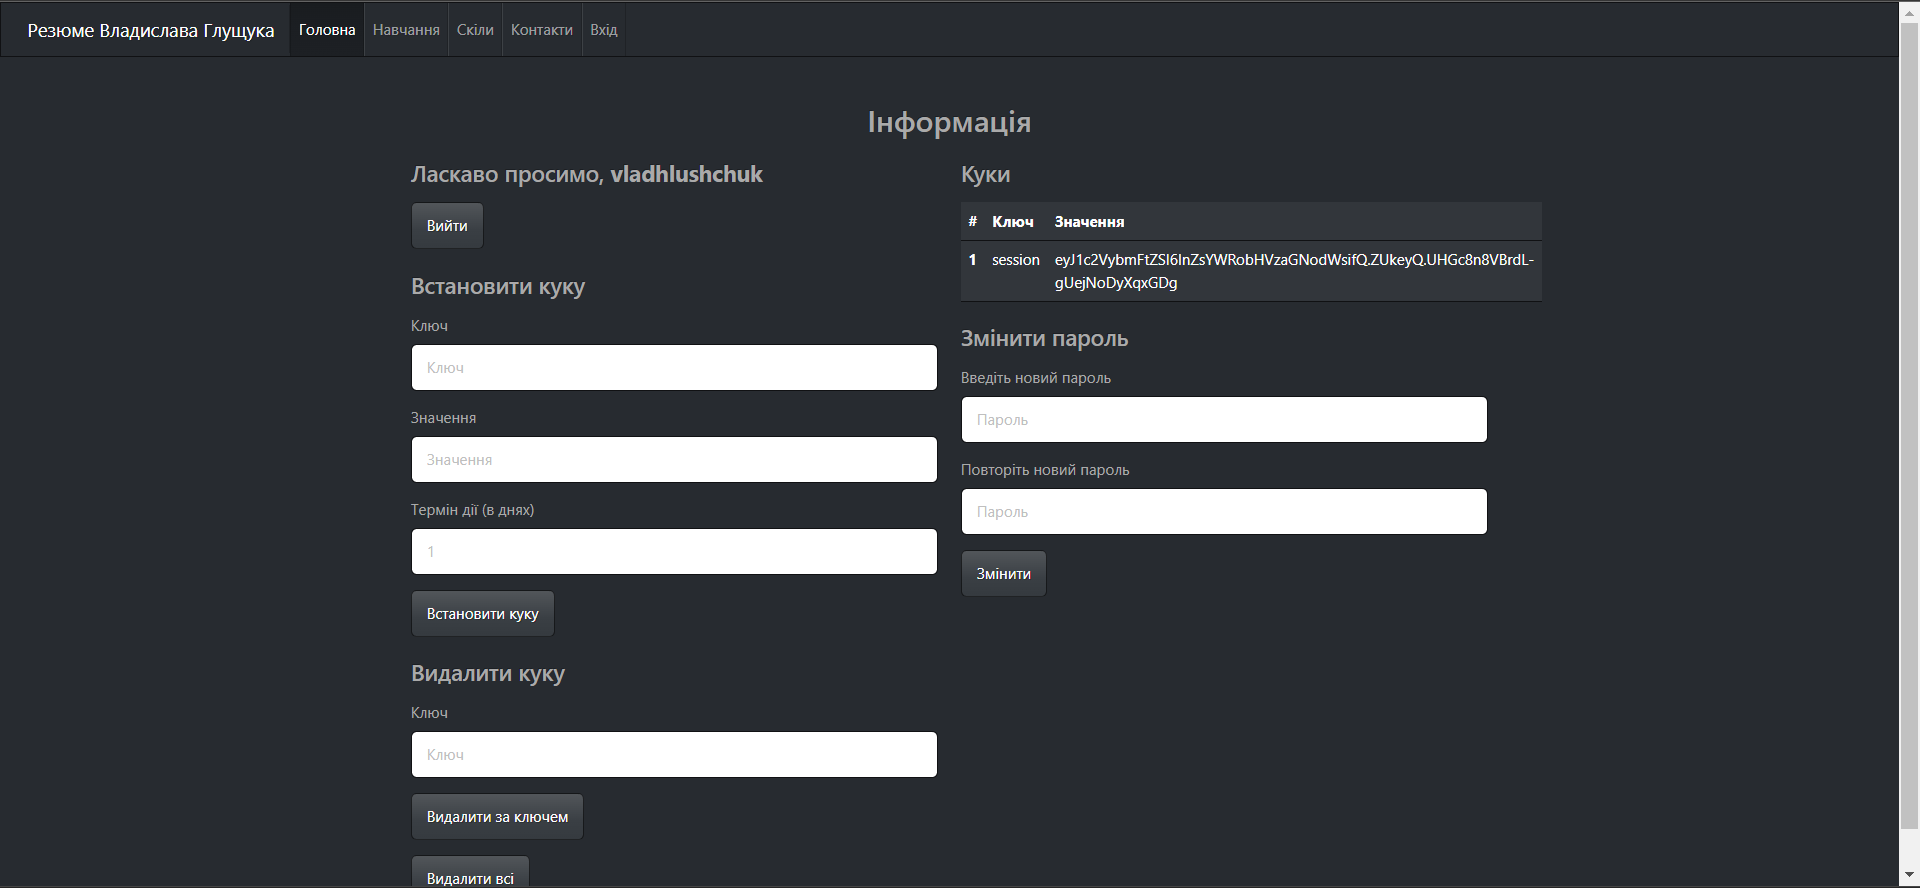 Резюме Владислава Глущука
Головна
Навчання
Скіли
Контакти
Вхід
Інформація
Ласкаво просимо, vladhlushchuk
Вийти
Встановити куку
Ключ
Ключ
Значення
Значення
Термін дії (в днях)
1
Встановити куку
Видалити куку
Ключ
Ключ
Видалити за ключем
Видалити всі
Куки
# Ключ Значення
1 session eyJ1c2VybmFtZSI6InZsYWRobHVzaGNodWsifQ.ZUkeyQ.UHGc8n8VBrdL-
gUejNoDyXqxGDg
Змінити пароль
Введіть новий пароль
Пароль
Повторіть новий пароль
Пароль
Змінити